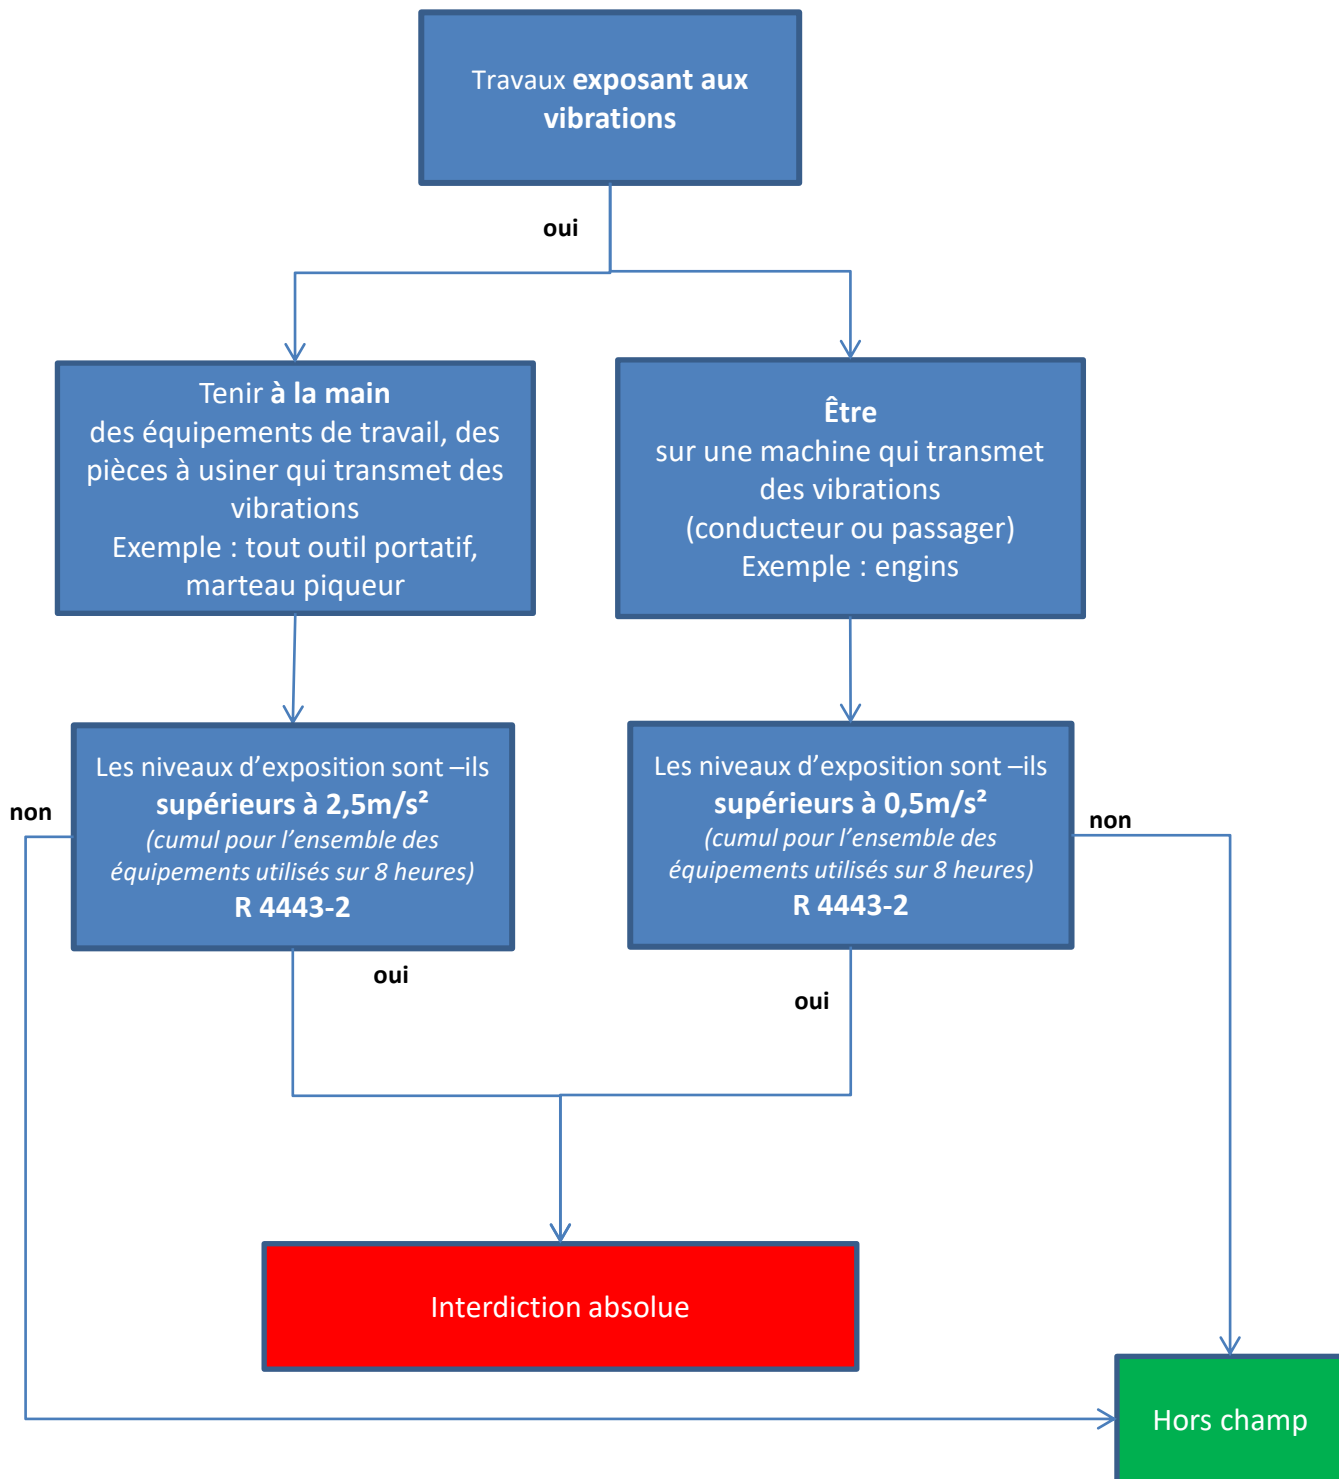 Travaux exposant aux
vibrations
oui
Tenir à la main
des équipements de travail, des
pièces à usiner qui transmet des
vibrations
Exemple : tout outil portatif,
marteau piqueur
Être
sur une machine qui transmet
des vibrations
(conducteur ou passager)
Exemple : engins
Les niveaux d’exposition sont –ils
supérieurs à 2,5m/s²
(cumul pour l’ensemble des
équipements utilisés sur 8 heures)
R 4443-2
non
oui
Les niveaux d’exposition sont –ils
supérieurs à 0,5m/s²
(cumul pour l’ensemble des
équipements utilisés sur 8 heures)
R 4443-2
non
oui
Interdiction absolue
Hors champ